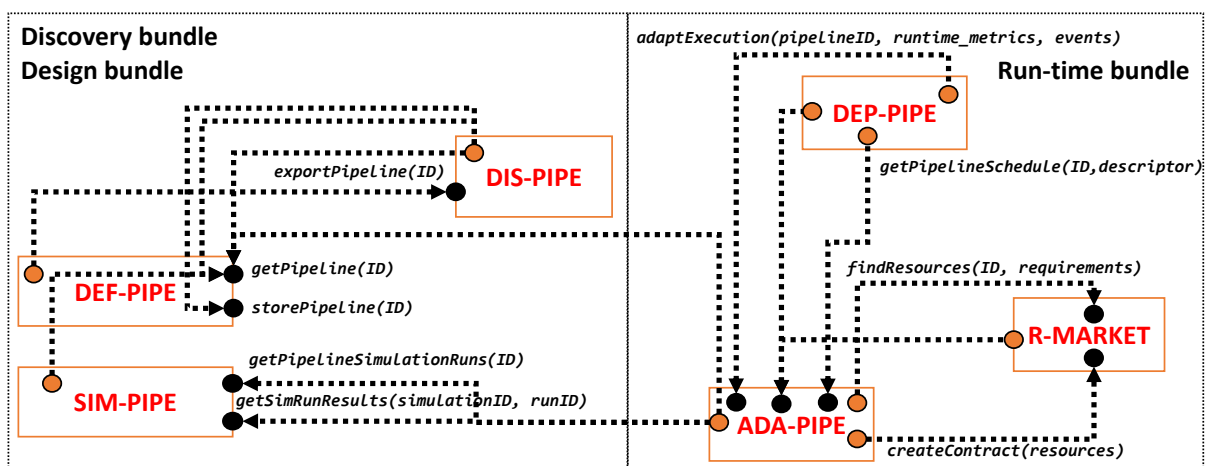 Discovery bundle
Design bundle
adaptExecution(pipelineID, runtime_metrics, events)
Run-time bundle
DEP-PIPE
exportPipeline(ID)
DIS-PIPE
getPipelineSchedule(ID,descriptor)
getPipeline(ID)
DEF-PIPE
storePipeline(ID)
findResources(ID, requirements)
R-MARKET
getPipelineSimulationRuns(ID)
SIM-PIPE
getSimRunResults(simulationID, runID)
ADA-PIPE
createContract(resources)